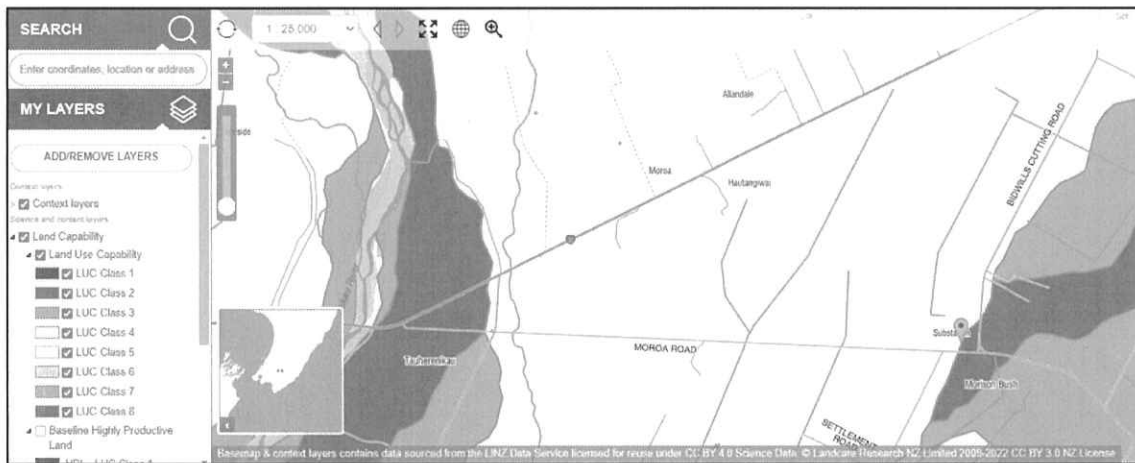 SEARCH
Enter coordinates, location or address
MY LAYERS
ADD/REMOVE LAYERS
Context layers
Context layers
Science and context layers
Land Capability
Land Use Capability
LUC Class 1
LUC Class 2
LUC Class 3
LUC Class 4
LUC Class 5
LUC Class 6
LUC Class 7
LUC Class 8
Baseline Highly Productive
Land
1 : 25,000
Allandale
Moroa
Hautangiwai
BIDWILLS CUTTING ROAD
Tauherenikau
MOROA ROAD
Morison Bush
SETTLEMENT
ROAD
Basemap & context layers contains data sourced from the LINZ Data Service licensed for reuse under CC BY 4.0 Science Data: © Landcare Research NZ Limited 2009-2022 CC BY 3.0 NZ License